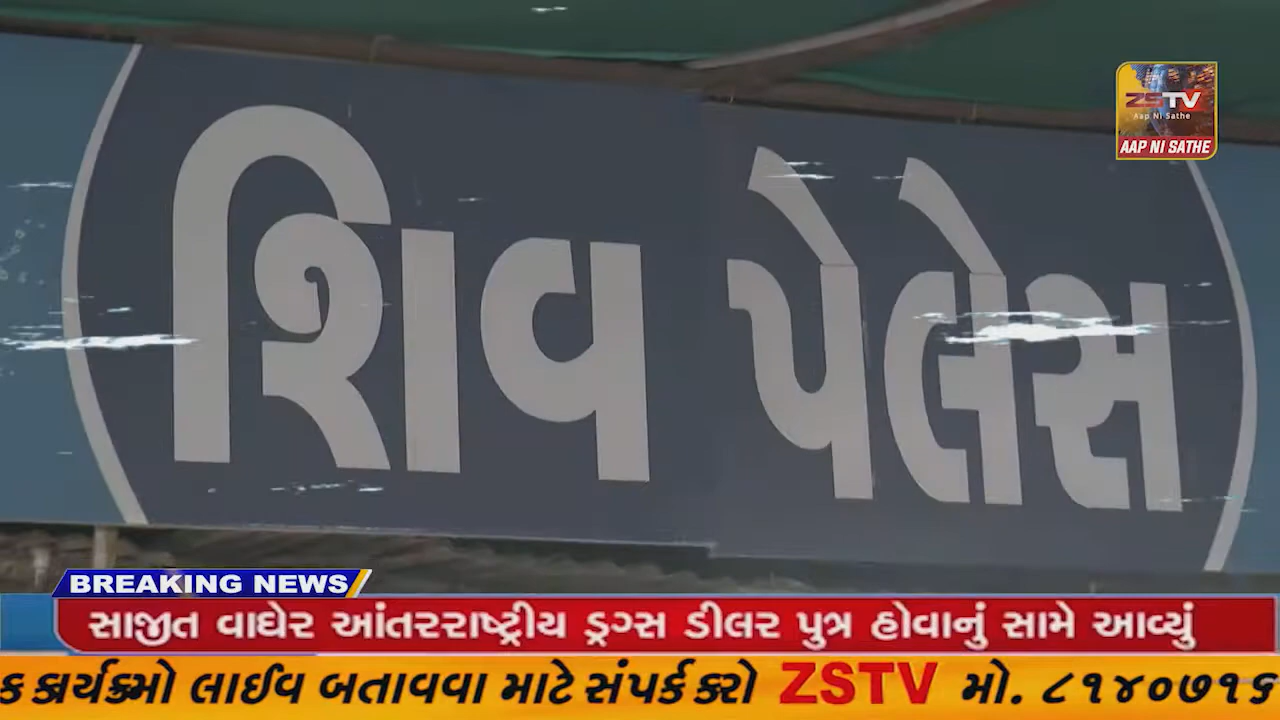 શિવ પેલેસ
ZSTV
Aap Ni Sathe
AAP NI SATHE
BREAKING NEWS
સાજીત વાઘેર આંતરરાષ્ટ્રીય ડ્રગ્સ ડીલર પુત્ર હોવાનું સામે આવ્યું
ક કાર્યક્રમો લાઈવ બતાવવા માટે સંપર્ક કરો ZSTV મો. ૮૧૪૦૭૧૬